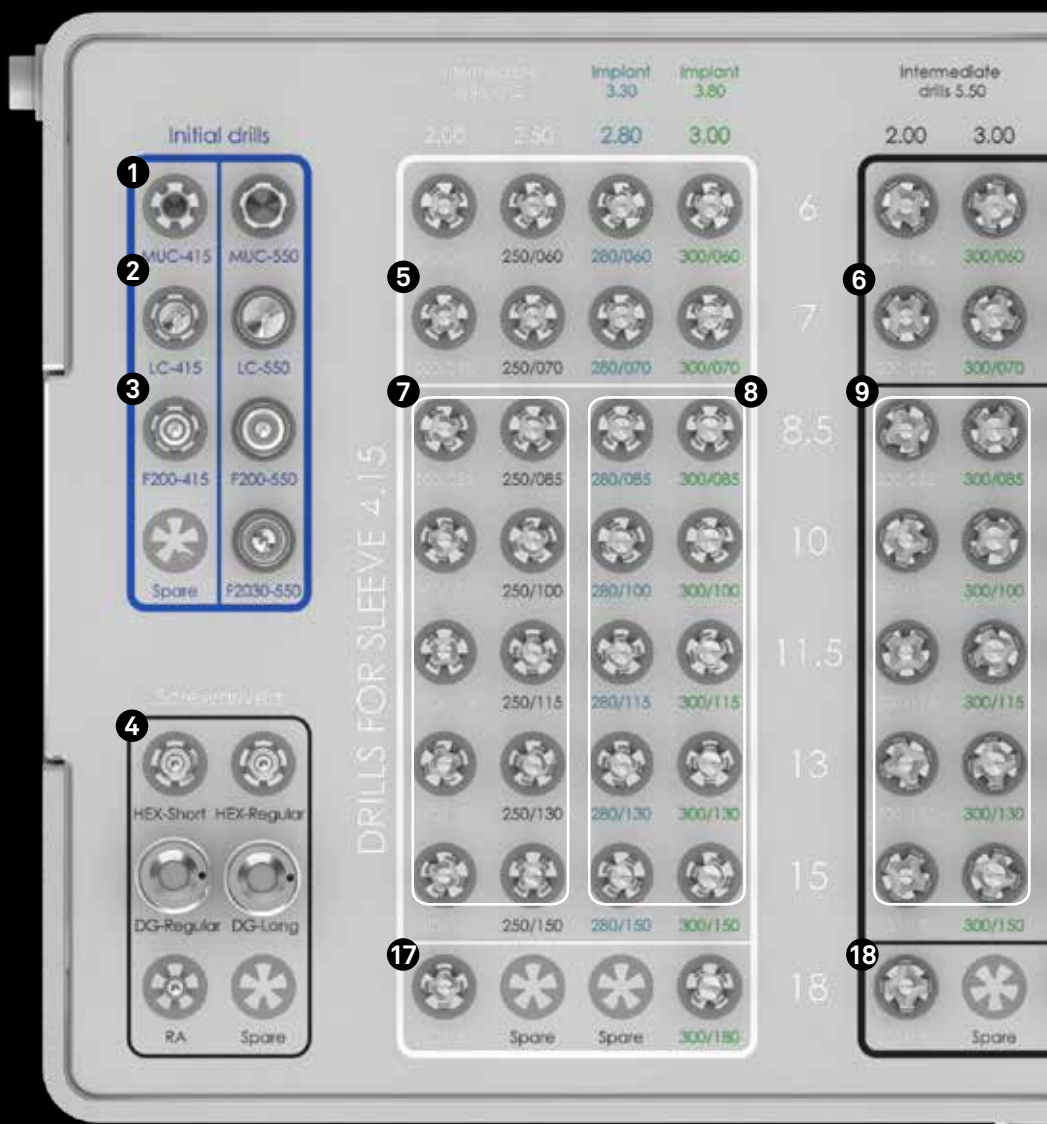 Initial drills
1
MUC-415 MUC-550
2
LC-415 LC-550
3
F200-415 F200-550
Spare F2030-550
4
HEX-Short HEX-Regular
DG-Regular DG-Long
RA Spare
DRILLS FOR SLEEVE 4.15
Intermediate
Implant
3.30
Implant
3.80
2.00 2.50 2.80 3.00
6
250/060 280/060 300/060
5
7
250/070 280/070 300/070
7
8
8.5
250/085 280/085 300/085
10
250/100 280/100 300/100
11.5
250/115 280/115 300/115
13
250/130 280/130 300/130
15
250/150 280/150 300/150
17
18
Spare Spare 300/180
Intermediate
drills 5.50
2.00 3.00
300/060
6
300/070
9
300/085
300/100
300/115
300/130
300/150
18
Spare